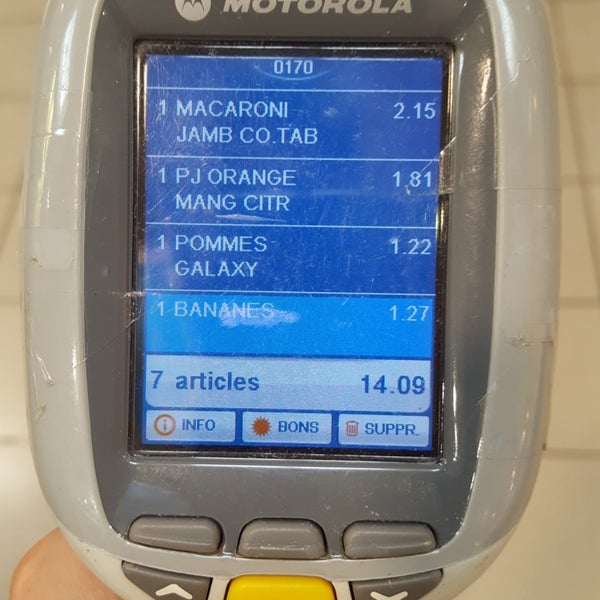 MOTOROLA
0170
1 MACARONI 2.15
JAMB CO.TAB
1 PJ ORANGE 1.81
MANG CITR
1 POMMES 1.22
GALAXY
1 BANANES 1.27
7 articles 14.09
INFO BONS SUPPR.